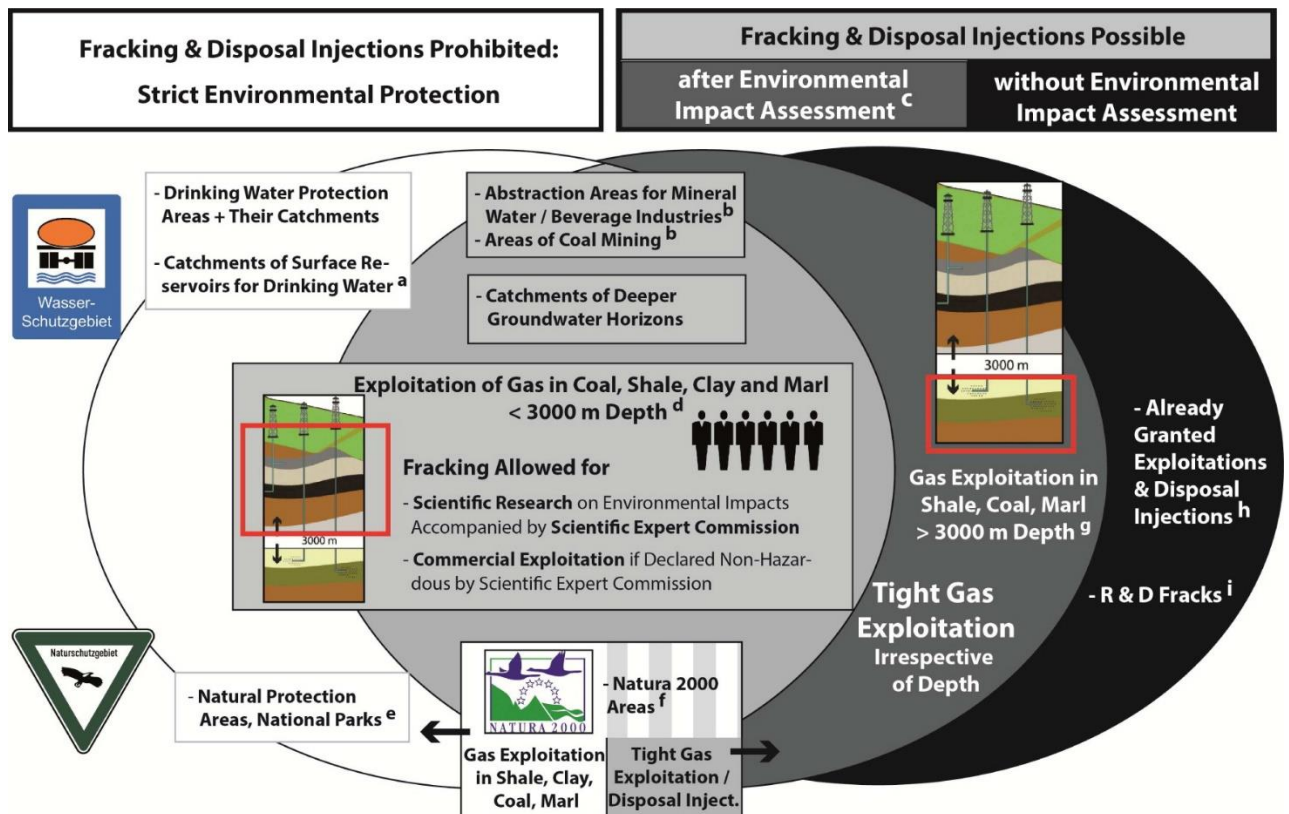 Fracking & Disposal Injections Prohibited:
Strict Environmental Protection
Fracking & Disposal Injections Possible
after Environmental
Impact Assessment c
without Environmental
Impact Assessment
Wasser-
Schutzgebiet
- Drinking Water Protection
Areas + Their Catchments
- Catchments of Surface Re-
servoirs for Drinking Water a
- Abstraction Areas for Mineral
Water / Beverage Industries b
- Areas of Coal Mining b
- Catchments of Deeper
Groundwater Horizons
Exploitation of Gas in Coal, Shale, Clay and Marl
< 3000 m Depth d
3000 m
Fracking Allowed for
- Scientific Research on Environmental Impacts
Accompanied by Scientific Expert Commission
- Commercial Exploitation if Declared Non-Hazar-
dous by Scientific Expert Commission
3000 m
Gas Exploitation in
Shale, Coal, Marl
> 3000 m Depth g
Tight Gas
Exploitation
Irrespective
of Depth
- Already
Granted
Exploitations
& Disposal
Injections h
- R & D Fracks i
Naturschutzgebiet
- Natural Protection
Areas, National Parks e
NATURA 2000
- Natura 2000
Areas f
Gas Exploitation
in Shale, Clay,
Coal, Marl
Tight Gas
Exploitation /
Disposal Inject.